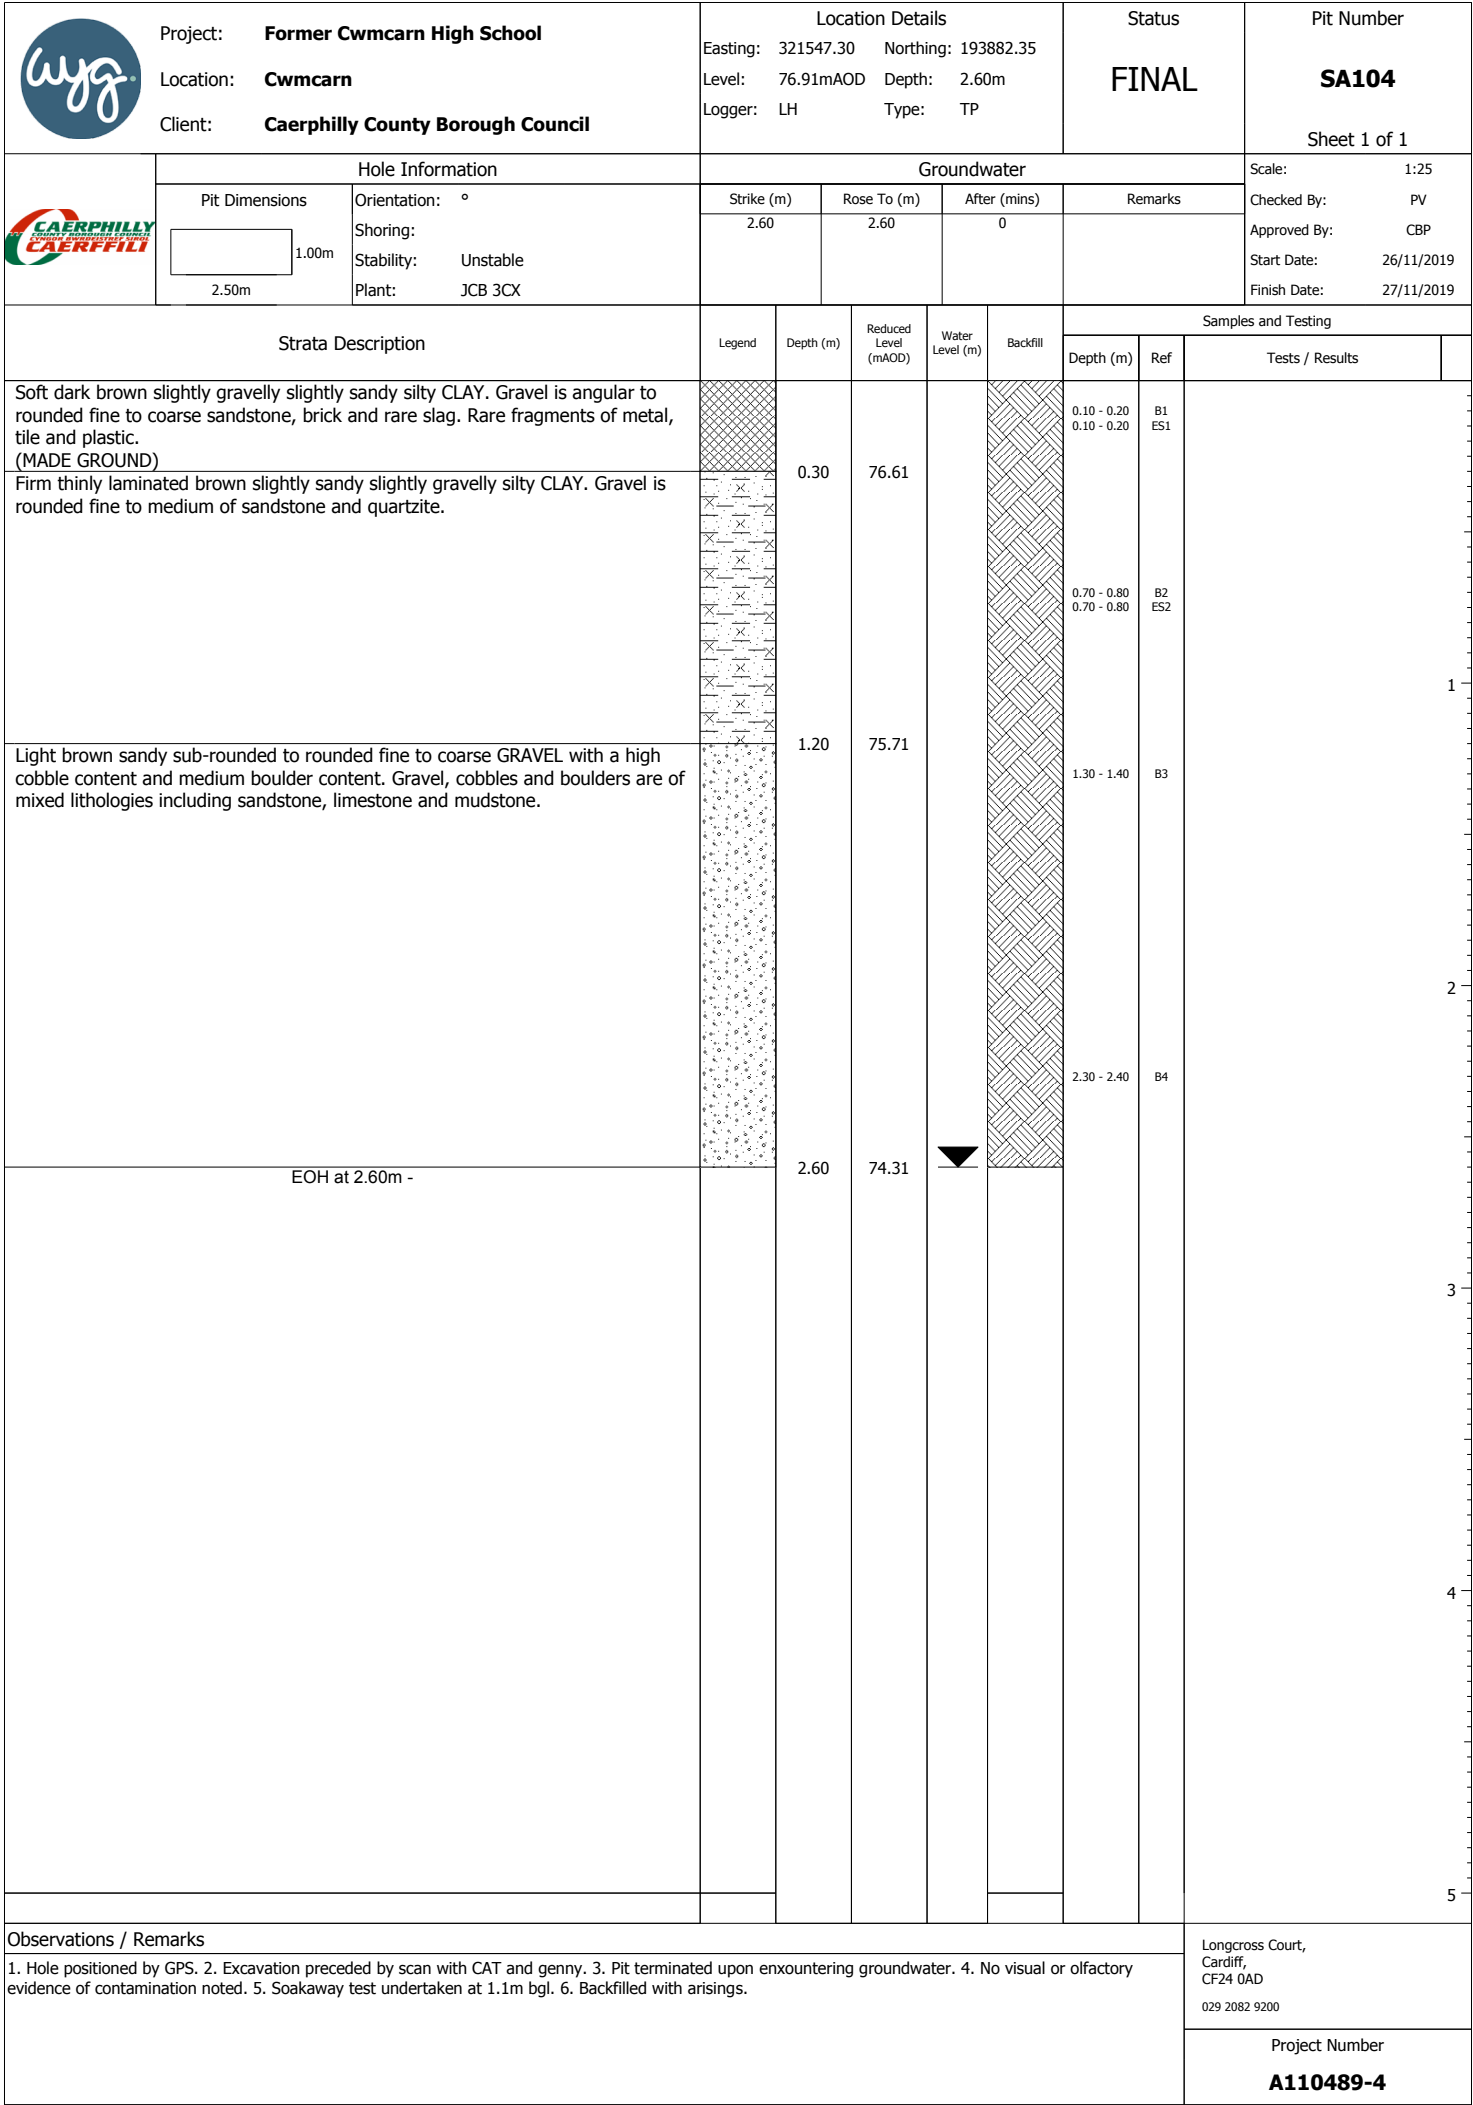 wyg
Project: Former Cwmcarn High School
Location: Cwmcarn
Client: Caerphilly County Borough Council
Location Details
Easting: 321547.30 Northing: 193882.35
Level: 76.91mAOD Depth: 2.60m
Logger: LH Type: TP
Status
FINAL
Pit Number
SA104
Sheet 1 of 1
CAERPHILLY
COUNTY BOROUGH COUNCIL
CYNGOR BWRDEISTREF SIROL
CAERFFILI
Hole Information
Pit Dimensions
1.00m
2.50m
Orientation: °
Shoring:
Stability: Unstable
Plant: JCB 3CX
Groundwater
Strike (m) Rose To (m) After (mins) Remarks
2.60 2.60 0
Scale: 1:25
Checked By: PV
Approved By: CBP
Start Date: 26/11/2019
Finish Date: 27/11/2019
Strata Description
Legend
Depth (m)
Reduced
Level
(mAOD)
Water
Level (m)
Backfill
Samples and Testing
Depth (m) Ref Tests / Results
Soft dark brown slightly gravelly slightly sandy silty CLAY. Gravel is angular to
rounded fine to coarse sandstone, brick and rare slag. Rare fragments of metal,
tile and plastic.
(MADE GROUND)
0.10 - 0.20 B1
0.10 - 0.20 ES1
0.30 76.61
Firm thinly laminated brown slightly sandy slightly gravelly silty CLAY. Gravel is
rounded fine to medium of sandstone and quartzite.
0.70 - 0.80 B2
0.70 - 0.80 ES2
1
1.20 75.71
Light brown sandy sub-rounded to rounded fine to coarse GRAVEL with a high
cobble content and medium boulder content. Gravel, cobbles and boulders are of
mixed lithologies including sandstone, limestone and mudstone.
1.30 - 1.40 B3
2
2.30 - 2.40 B4
2.60 74.31
EOH at 2.60m -
3
4
5
Observations / Remarks
1. Hole positioned by GPS. 2. Excavation preceded by scan with CAT and genny. 3. Pit terminated upon enxountering groundwater. 4. No visual or olfactory
evidence of contamination noted. 5. Soakaway test undertaken at 1.1m bgl. 6. Backfilled with arisings.
Longcross Court,
Cardiff,
CF24 0AD
029 2082 9200
Project Number
A110489-4